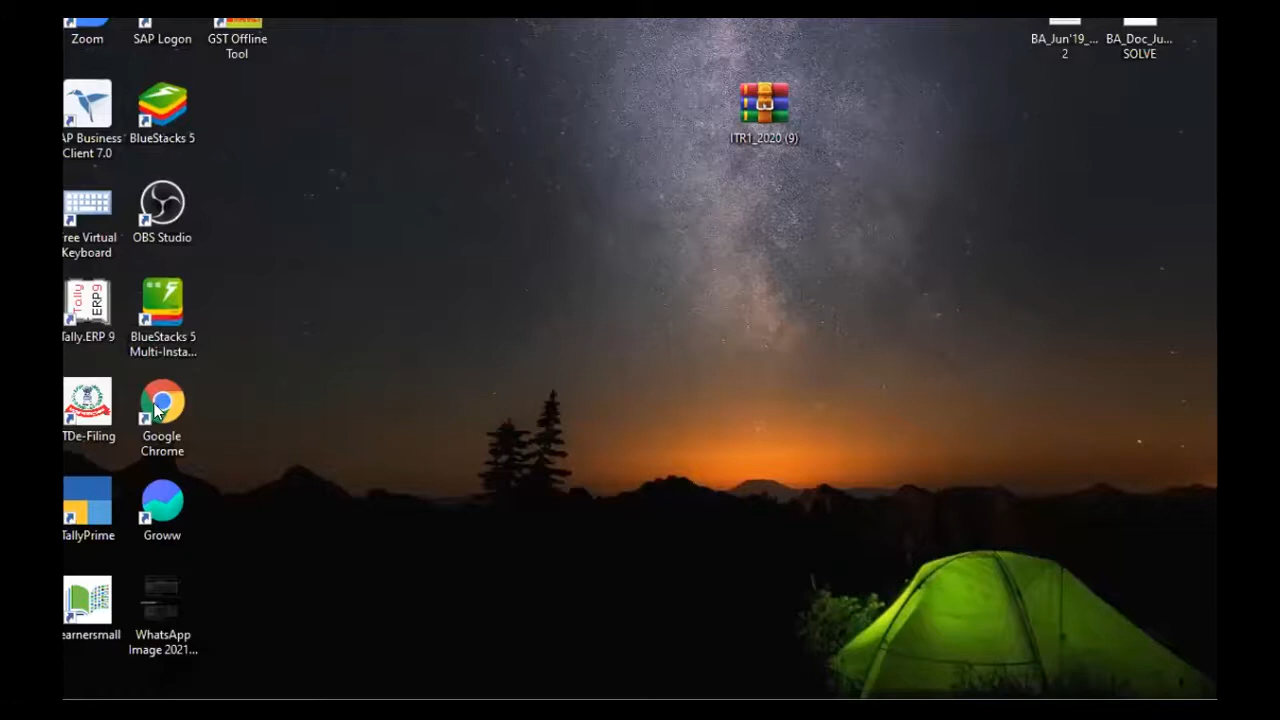 Zoom
SAP Logon
GST Offline
Tool
BA_Jun'19_...
2
BA_Doc_Ju...
SOLVE
AP Business
Client 7.0
BlueStacks 5
ITR1_2020 (9)
ree Virtual
Keyboard
OBS Studio
Tally
ERP9
Tally.ERP 9
BlueStacks 5
Multi-Insta...
TDe-Filing
Google
Chrome
TallyPrime
Groww
earnersmall
WhatsApp
Image 2021...